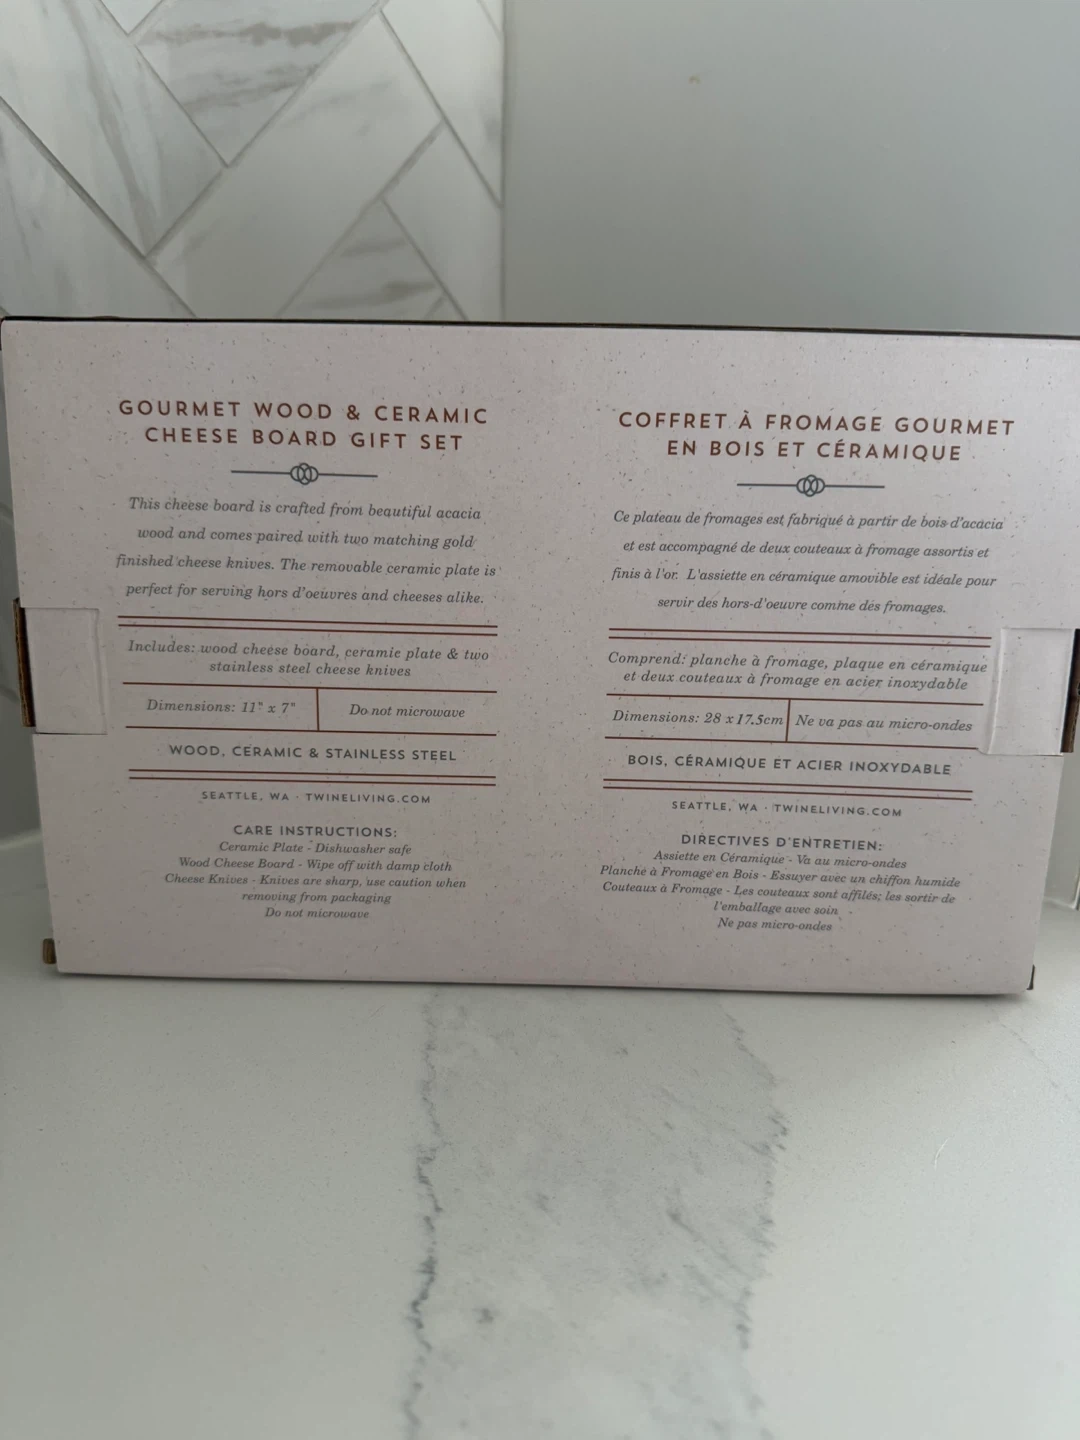 GOURMET WOOD & CERAMIC
CHEESE BOARD GIFT SET
This cheese board is crafted from beautiful acacia
wood and comes paired with two matching gold
finished cheese knives. The removable ceramic plate is
perfect for serving hors d'oeuvres and cheeses alike.
Includes: wood cheese board, ceramic plate & two
stainless steel cheese knives
Dimensions: 11" x 7"
Do not microwave
WOOD, CERAMIC & STAINLESS STEEL
SEATTLE, WA · TWINELIVING.COM
CARE INSTRUCTIONS:
Ceramic Plate - Dishwasher safe
Wood Cheese Board - Wipe off with damp cloth
Cheese Knives - Knives are sharp, use caution when
removing from packaging
Do not microwave
COFFRET À FROMAGE GOURMET
EN BOIS ET CÉRAMIQUE
Ce plateau de fromages est fabriqué à partir de bois d'acacia
et est accompagné de deux couteaux à fromage assortis et
finis à l'or. L'assiette en céramique amovible est idéale pour
servir des hors-d'oeuvre comme des fromages.
Comprend: planche à fromage, plaque en céramique
et deux couteaux à fromage en acier inoxydable
Dimensions: 28 x 17.5cm
Ne va pas au micro-ondes
BOIS, CÉRAMIQUE ET ACIER INOXYDABLE
SEATTLE, WA · TWINELIVING.COM
DIRECTIVES D'ENTRETIEN:
Assiette en Céramique - Va au micro-ondes
Planche à Fromage en Bois - Essuyer avec un chiffon humide
Couteaux à Fromage - Les couteaux sont affilés; les sortir de
l'emballage avec soin
Ne pas micro-ondes